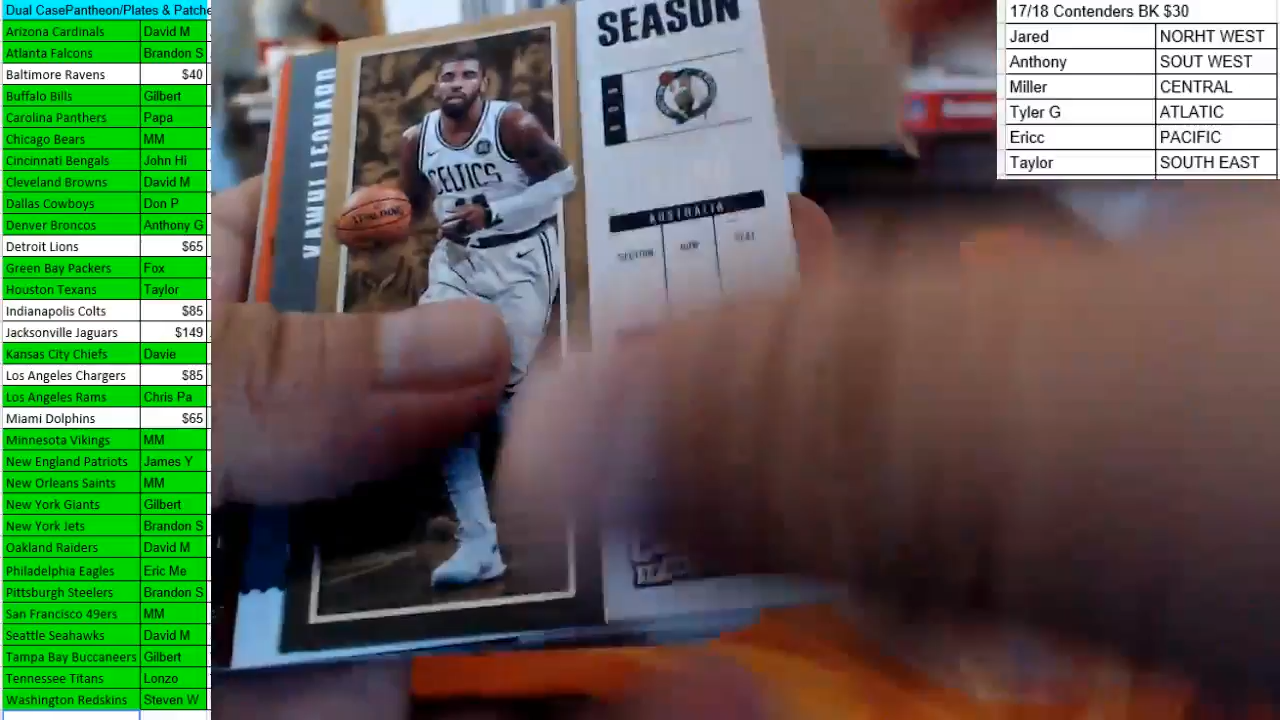 Dual CasePantheon/Plates & Patche
Arizona Cardinals David M
Atlanta Falcons Brandon S
Baltimore Ravens $40
Buffalo Bills Gilbert
Carolina Panthers Papa
Chicago Bears MM
Cincinnati Bengals John Hi
Cleveland Browns David M
Dallas Cowboys Don P
Denver Broncos Anthony G
Detroit Lions $65
Green Bay Packers Fox
Houston Texans Taylor
Indianapolis Colts $85
Jacksonville Jaguars $149
Kansas City Chiefs Davie
Los Angeles Chargers $85
Los Angeles Rams Chris Pa
Miami Dolphins $65
Minnesota Vikings MM
New England Patriots James Y
New Orleans Saints MM
New York Giants Gilbert
New York Jets Brandon S
Oakland Raiders David M
Philadelphia Eagles Eric Me
Pittsburgh Steelers Brandon S
San Francisco 49ers MM
Seattle Seahawks David M
Tampa Bay Buccaneers Gilbert
Tennessee Titans Lonzo
Washington Redskins Steven W
KAWHI LEONARD
SPALDING
CELTICS
SEASON
AUSTRALIA
SECTION ROW SEAT
17/18 Contenders BK $30
Jared NORHT WEST
Anthony SOUT WEST
Miller CENTRAL
Tyler G ATLATIC
Ericc PACIFIC
Taylor SOUTH EAST